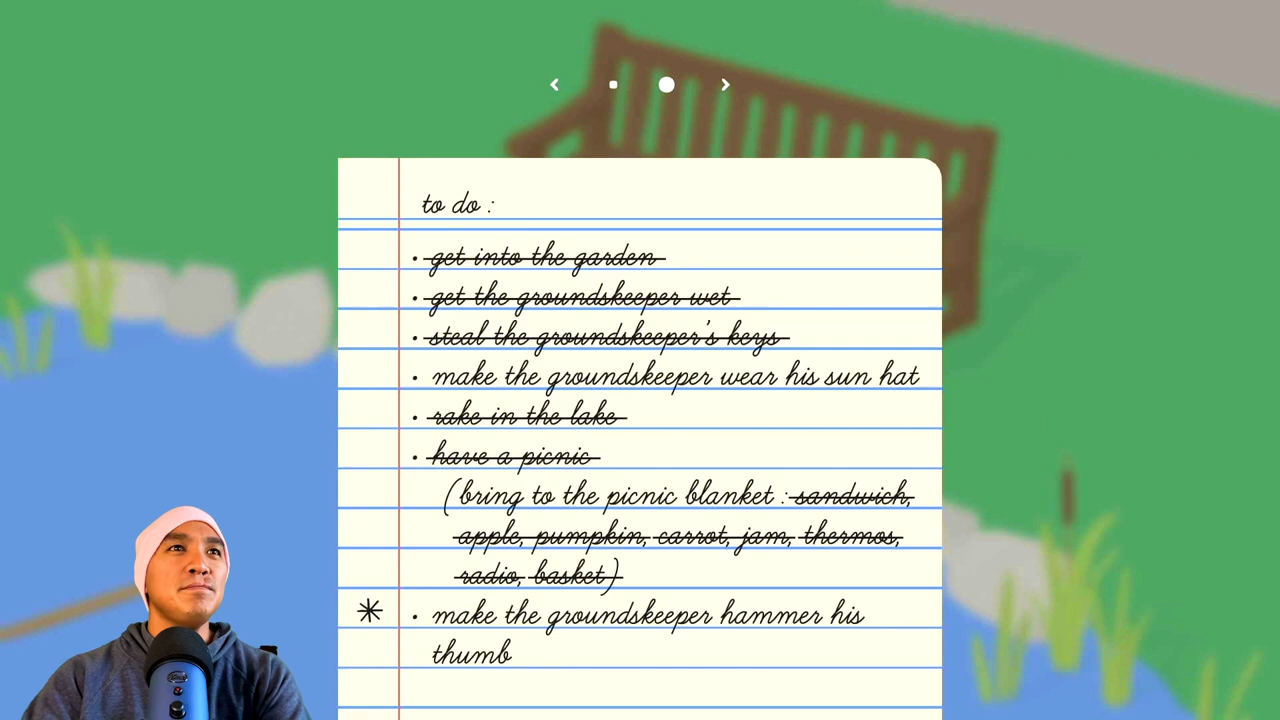 to do :
• get into the garden
• get the groundskeeper wet
• steal the groundskeeper's keys
• make the groundskeeper wear his sun hat
• rake in the lake
• have a picnic
(bring to the picnic blanket : sandwich,
apple, pumpkin, carrot, jam, thermos,
radio, basket)
• make the groundskeeper hammer his
thumb